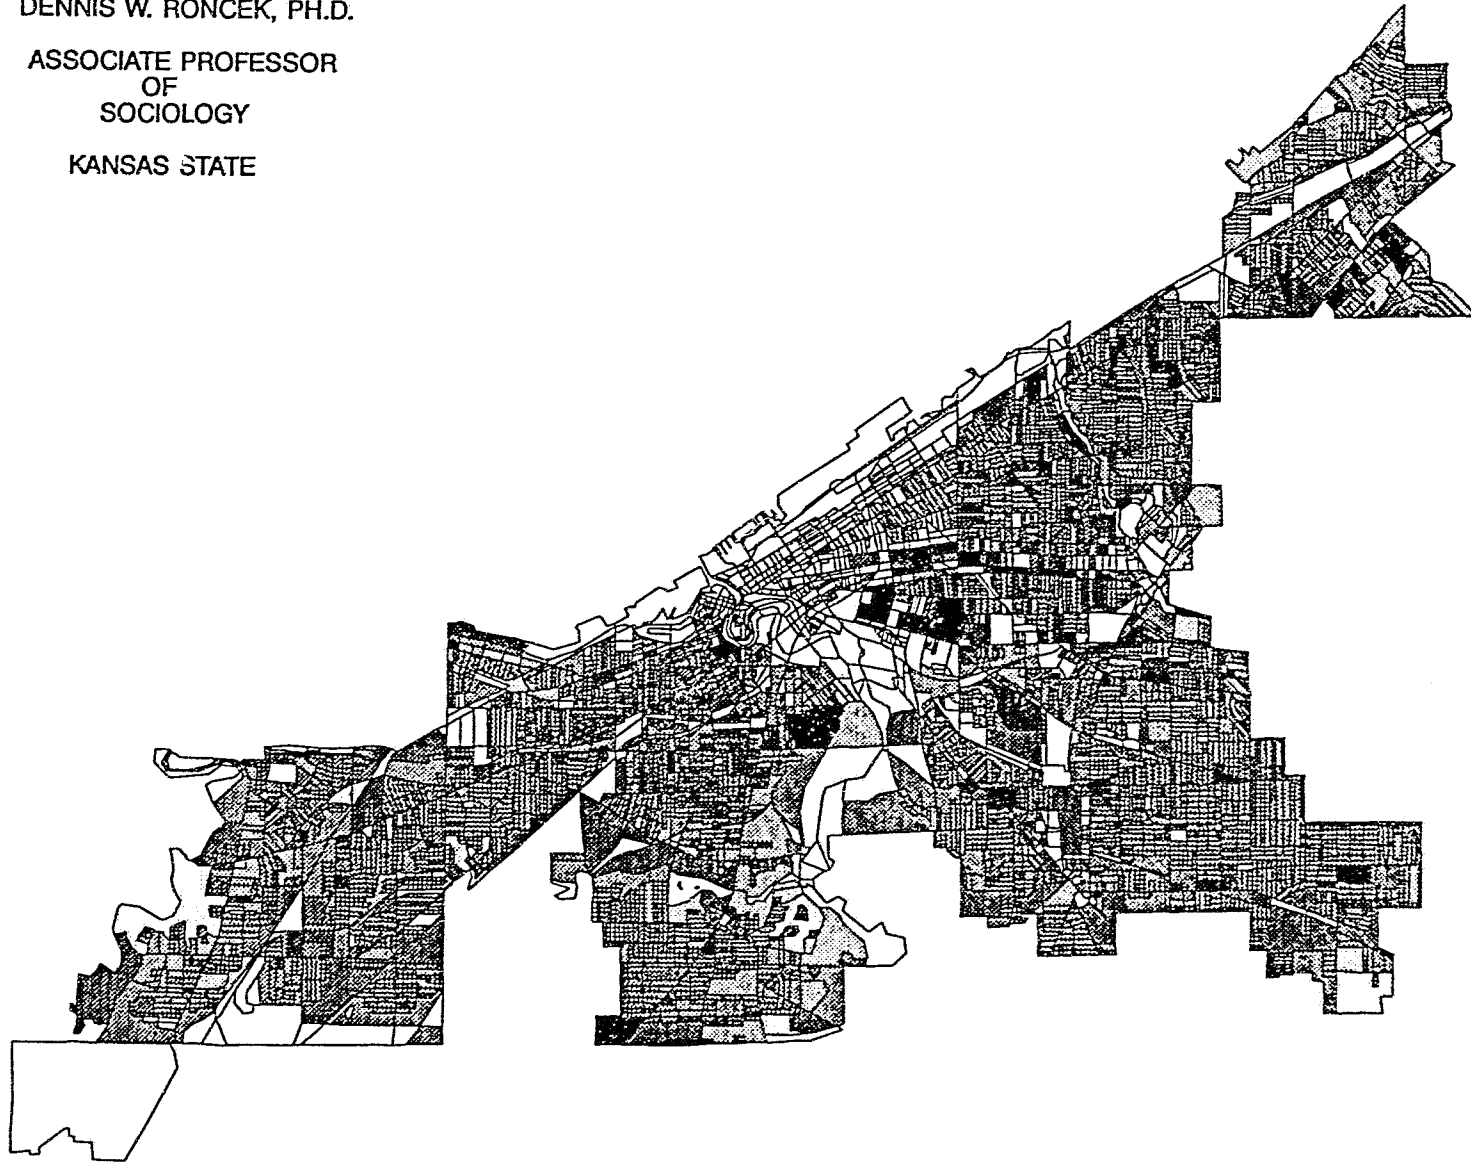 DENNIS W. RONCEK, PH.D.
ASSOCIATE PROFESSOR
OF
SOCIOLOGY
KANSAS STATE